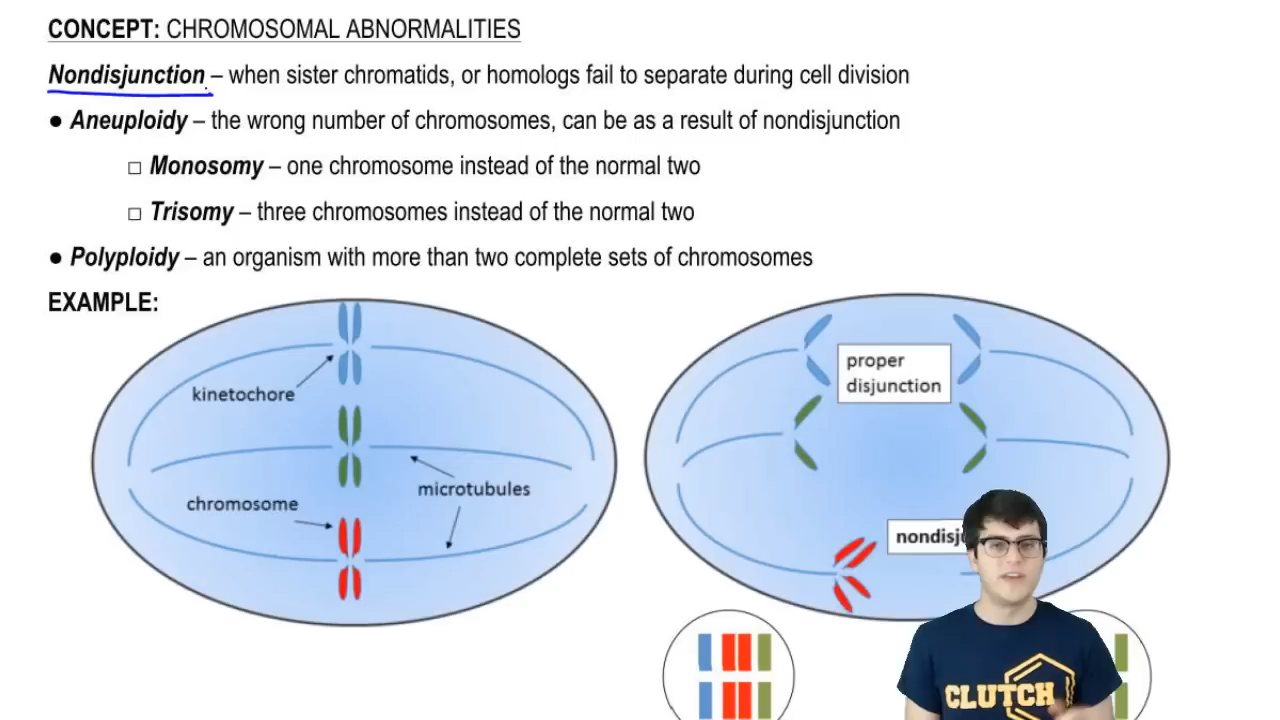 CONCEPT: CHROMOSOMAL ABNORMALITIES
Nondisjunction – when sister chromatids, or homologs fail to separate during cell division
● Aneuploidy – the wrong number of chromosomes, can be as a result of nondisjunction
□ Monosomy – one chromosome instead of the normal two
□ Trisomy – three chromosomes instead of the normal two
● Polyploidy – an organism with more than two complete sets of chromosomes
EXAMPLE:
kinetochore
chromosome
microtubules
proper
disjunction
nondisj
CLUTCH